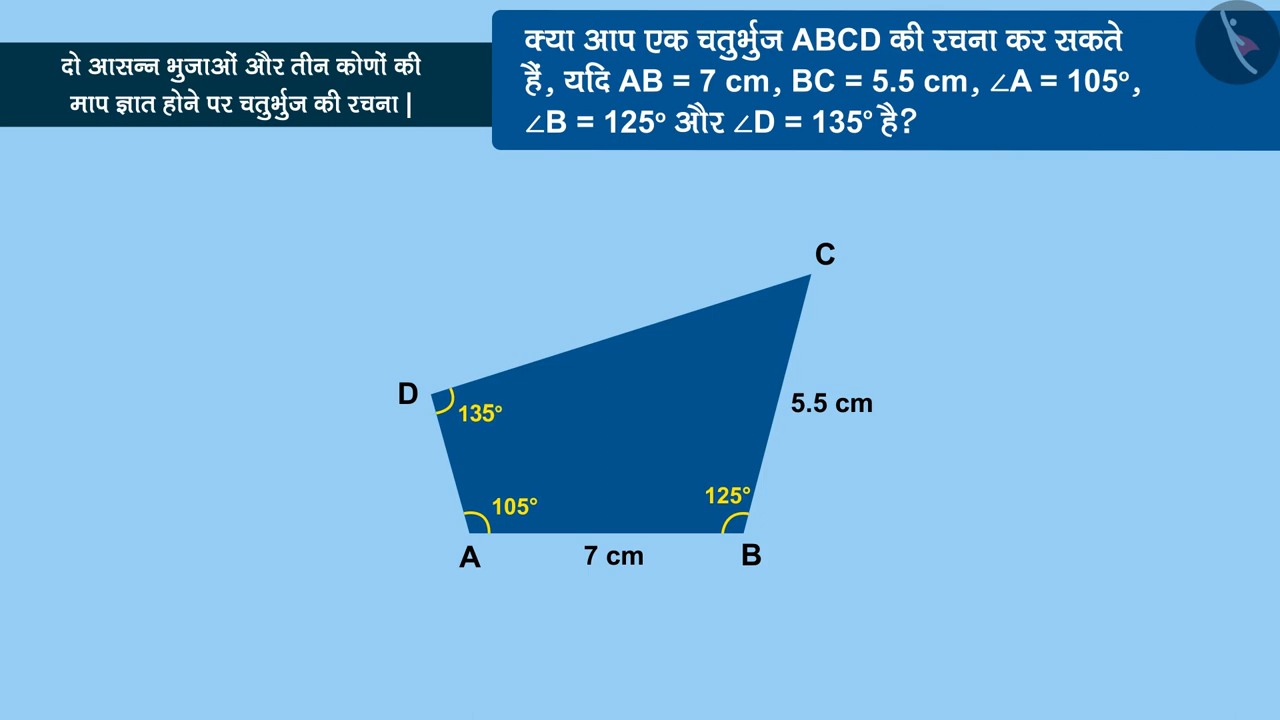 दो आसन्न भुजाओं और तीन कोणों की
माप ज्ञात होने पर चतुर्भुज की रचना |
क्या आप एक चतुर्भुज ABCD की रचना कर सकते
हैं, यदि AB = 7 cm, BC = 5.5 cm, ∠A = 105°,
∠B = 125° और ∠D = 135° है?
C
D
135°
5.5 cm
105°
125°
A
7 cm
B